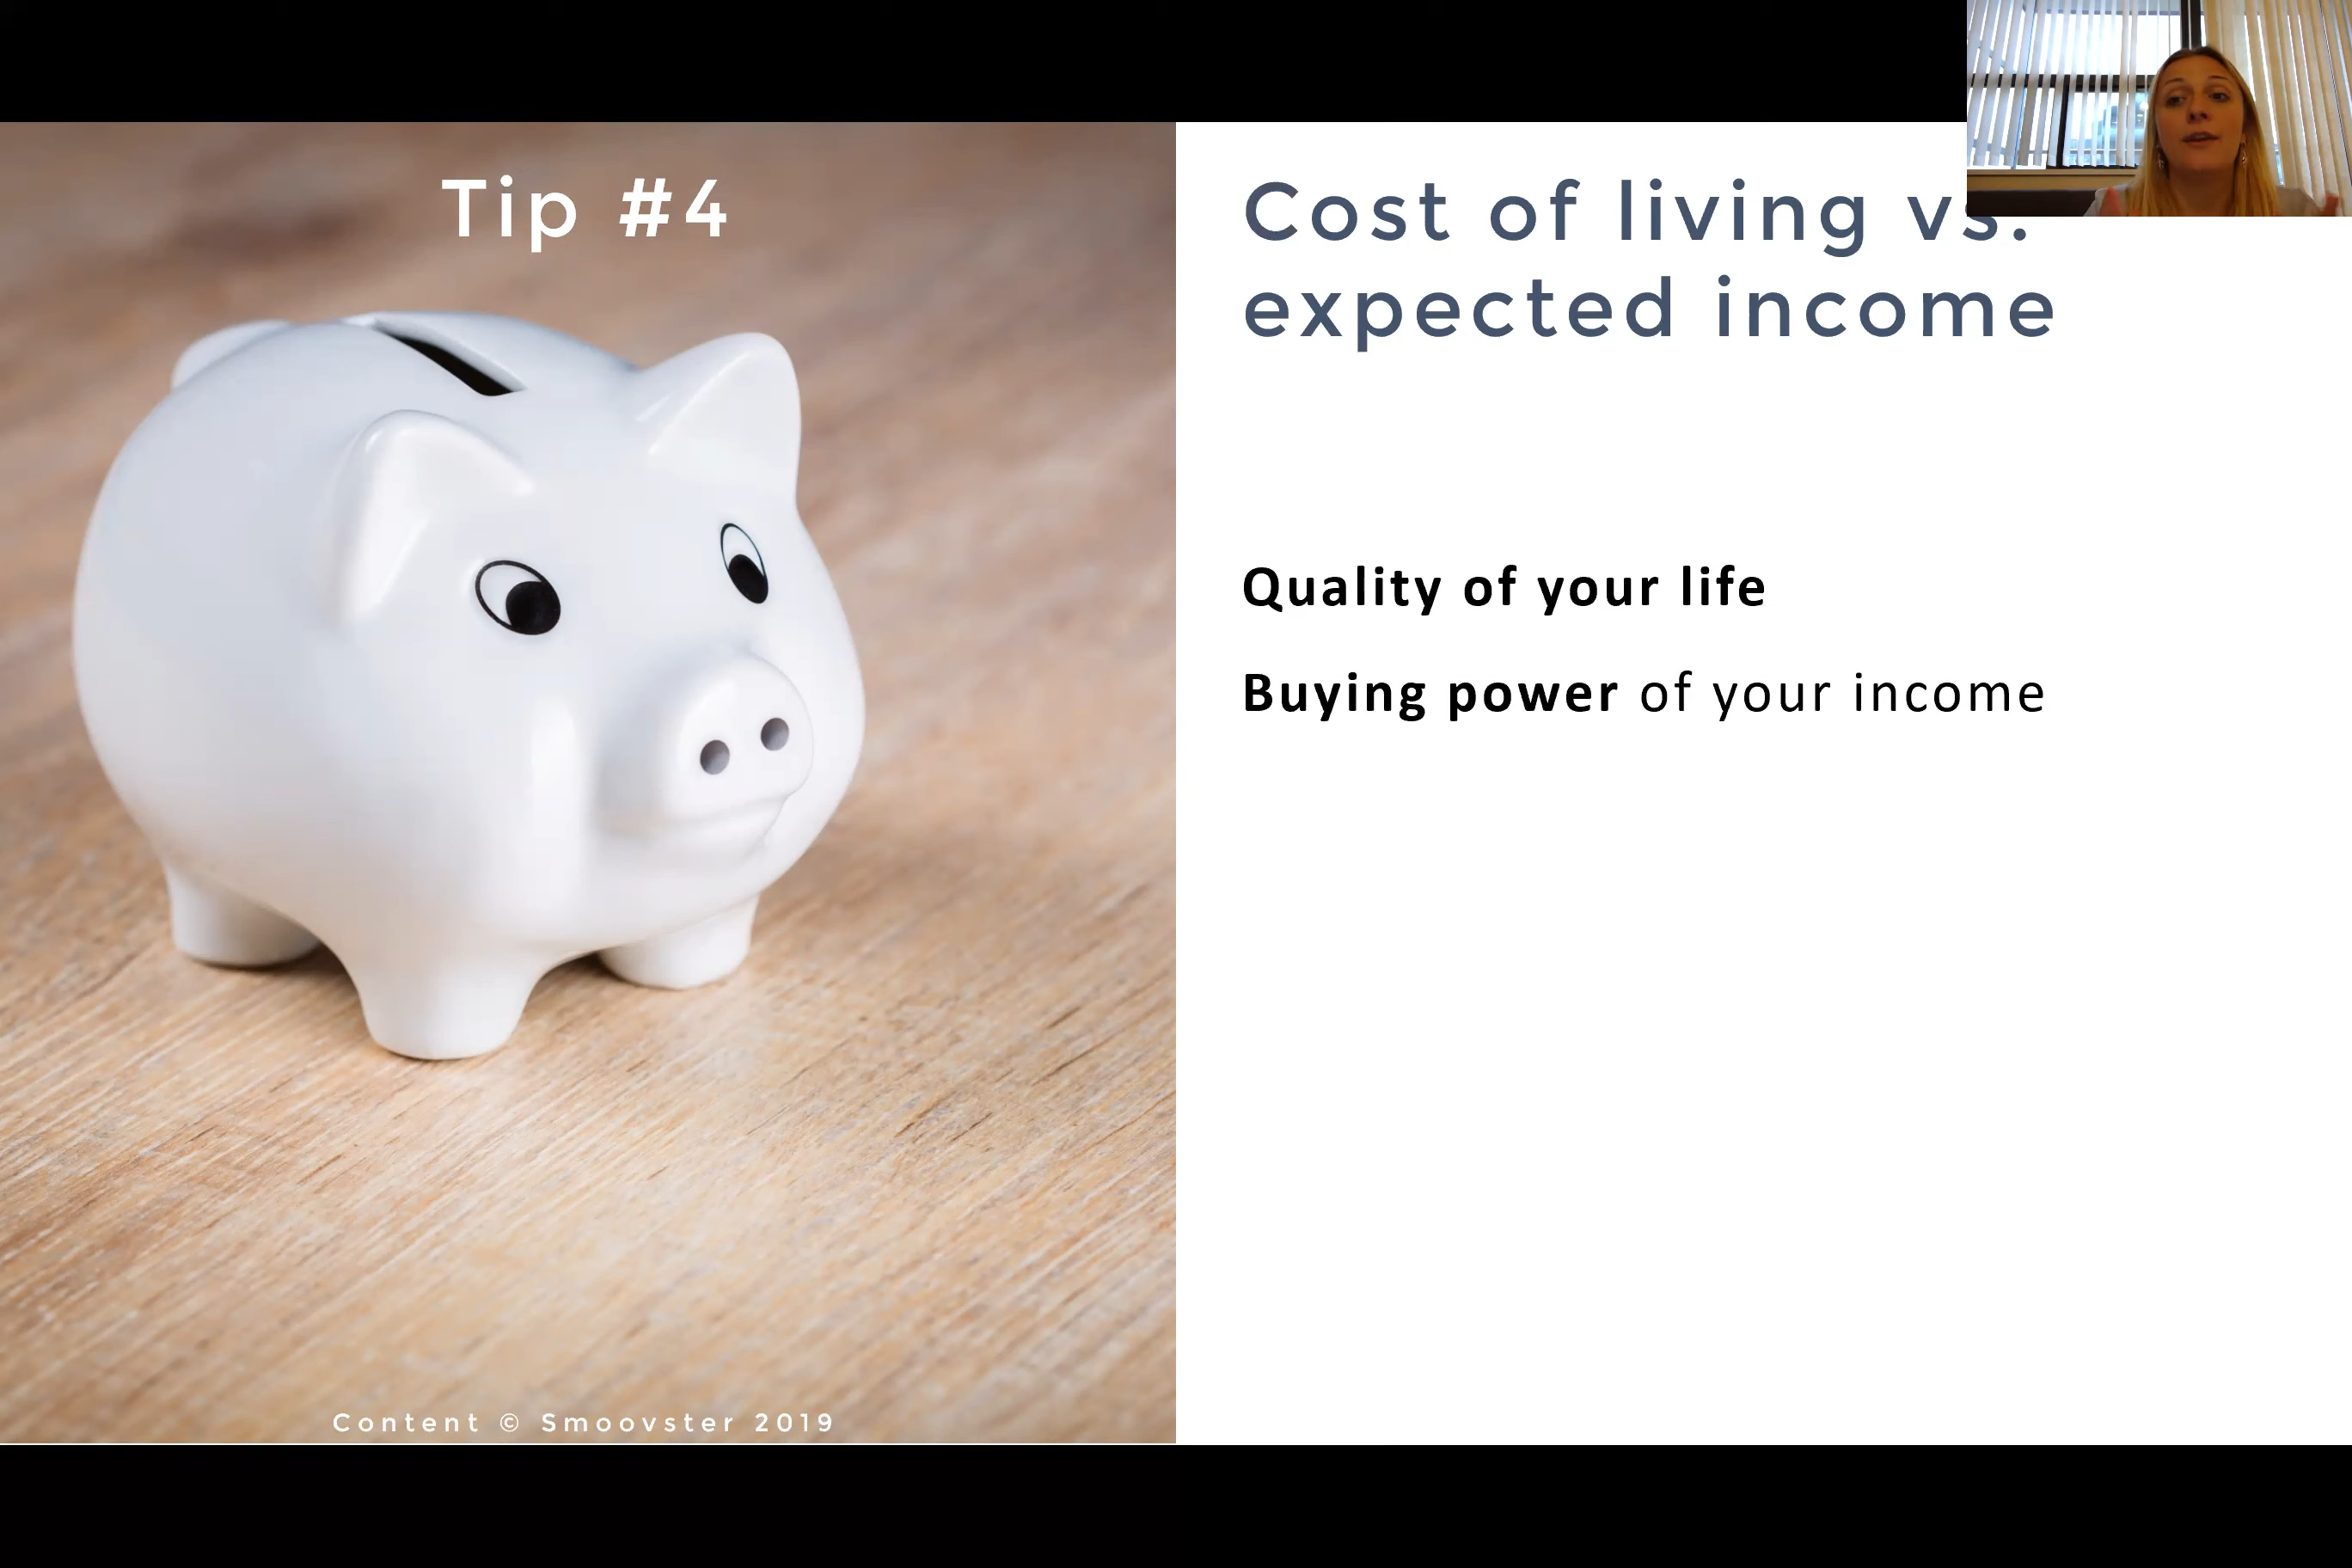 Tip #4
Cost of living vs.
expected income
Quality of your life
Buying power of your income
Content © Smoovster 2019